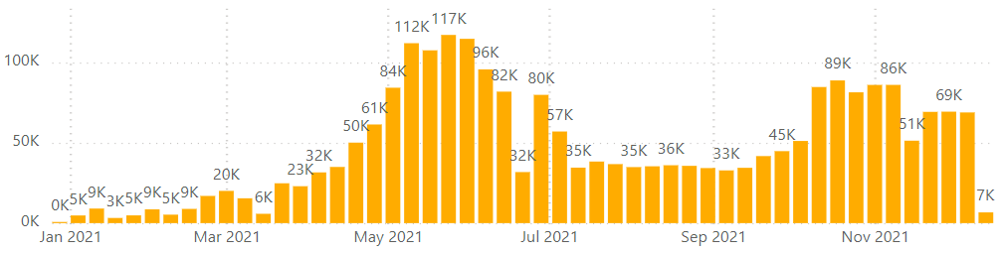 100K
50K
0K
0K 5K 9K 3K 5K 9K 5K 9K 20K 6K 23K 32K 50K 61K 84K 112K 117K 96K 82K 32K 80K 57K 35K 35K 36K 33K 45K 89K 86K 51K 69K 7K
Jan 2021 Mar 2021 May 2021 Jul 2021 Sep 2021 Nov 2021